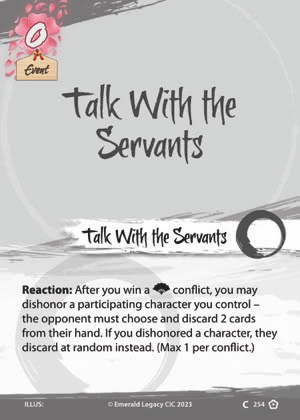 0
Event
Talk With the
Servants
Talk With the Servants
Reaction: After you win a conflict, you may
dishonor a participating character you control –
the opponent must choose and discard 2 cards
from their hand. If you dishonored a character, they
discard at random instead. (Max 1 per conflict.)
ILLUS: © Emerald Legacy CIC 2023 C 254